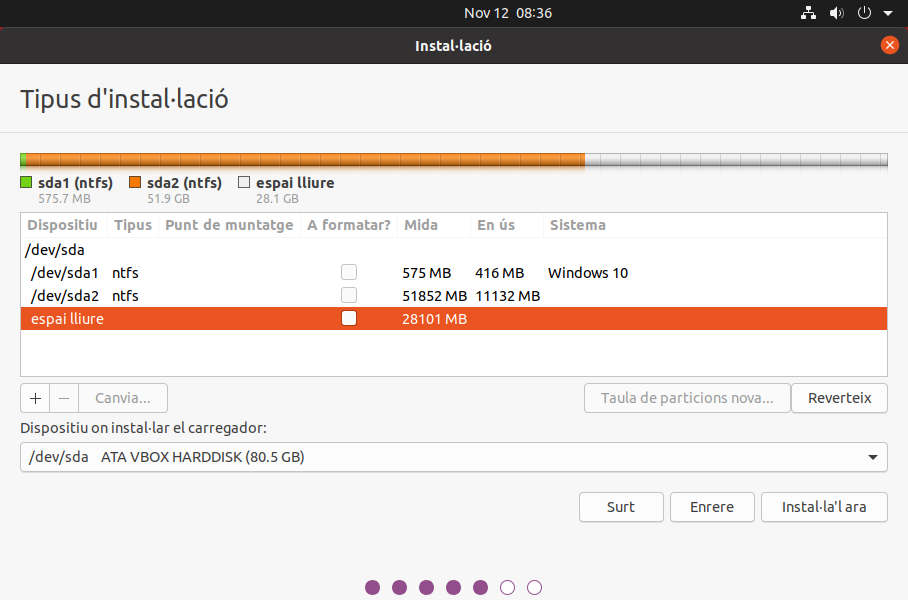 Nov 12 08:36
Instal·lació
Tipus d'instal·lació
sda1 (ntfs) sda2 (ntfs) espai lliure
575.7 MB 51.9 GB 28.1 GB
Dispositiu Tipus Punt de muntatge A formatar? Mida En ús Sistema
/dev/sda
/dev/sda1 ntfs 575 MB 416 MB Windows 10
/dev/sda2 ntfs 51852 MB 11132 MB
espai lliure 28101 MB
+ − Canvia... Taula de particions nova... Reverteix
Dispositiu on instal·lar el carregador:
/dev/sda ATA VBOX HARDDISK (80.5 GB)
Surt Enrere Instal·la'l ara